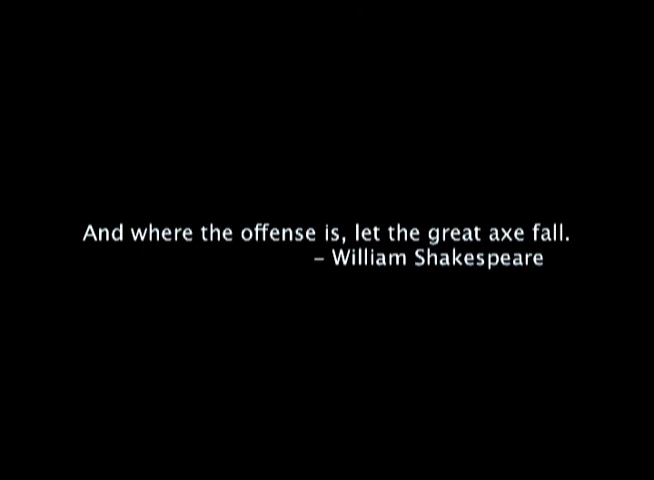 And where the offense is, let the great axe fall.
– William Shakespeare